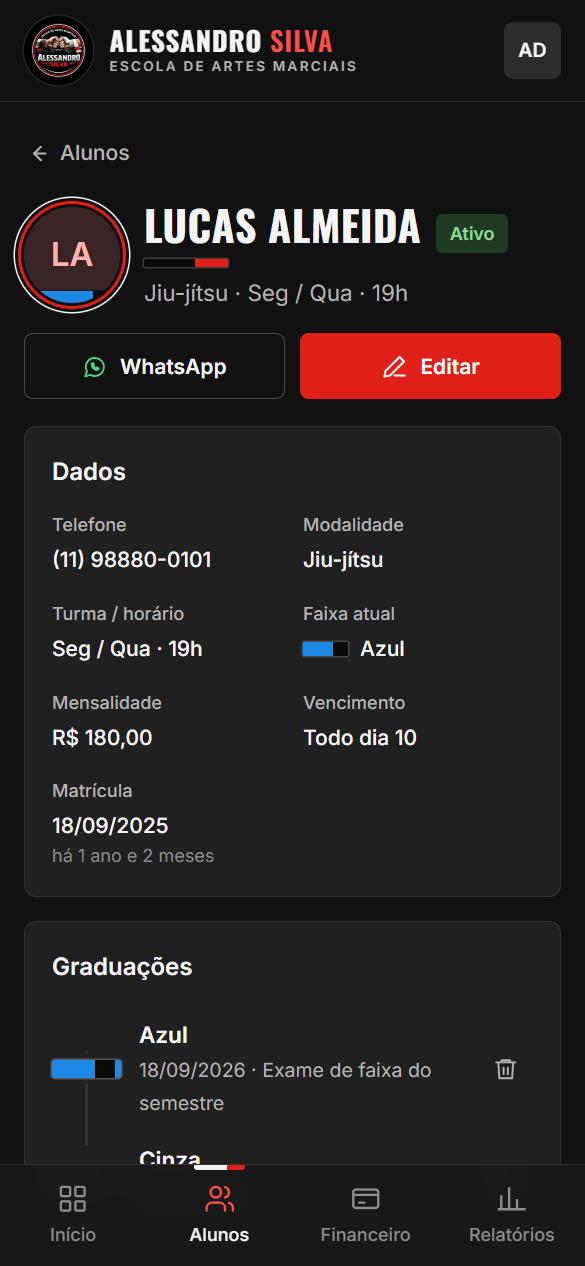 ALESSANDRO
SILVA
ALESSANDRO SILVA
ESCOLA DE ARTES MARCIAIS
AD
← Alunos
LA
LUCAS ALMEIDA
Ativo
Jiu-jítsu · Seg / Qua · 19h
WhatsApp
Editar
Dados
Telefone
Modalidade
(11) 98880-0101
Jiu-jítsu
Turma / horário
Faixa atual
Seg / Qua · 19h
Azul
Mensalidade
Vencimento
R$ 180,00
Todo dia 10
Matrícula
18/09/2025
há 1 ano e 2 meses
Graduações
Azul
18/09/2026 · Exame de faixa do
semestre
Cinza
Início
Alunos
Financeiro
Relatórios